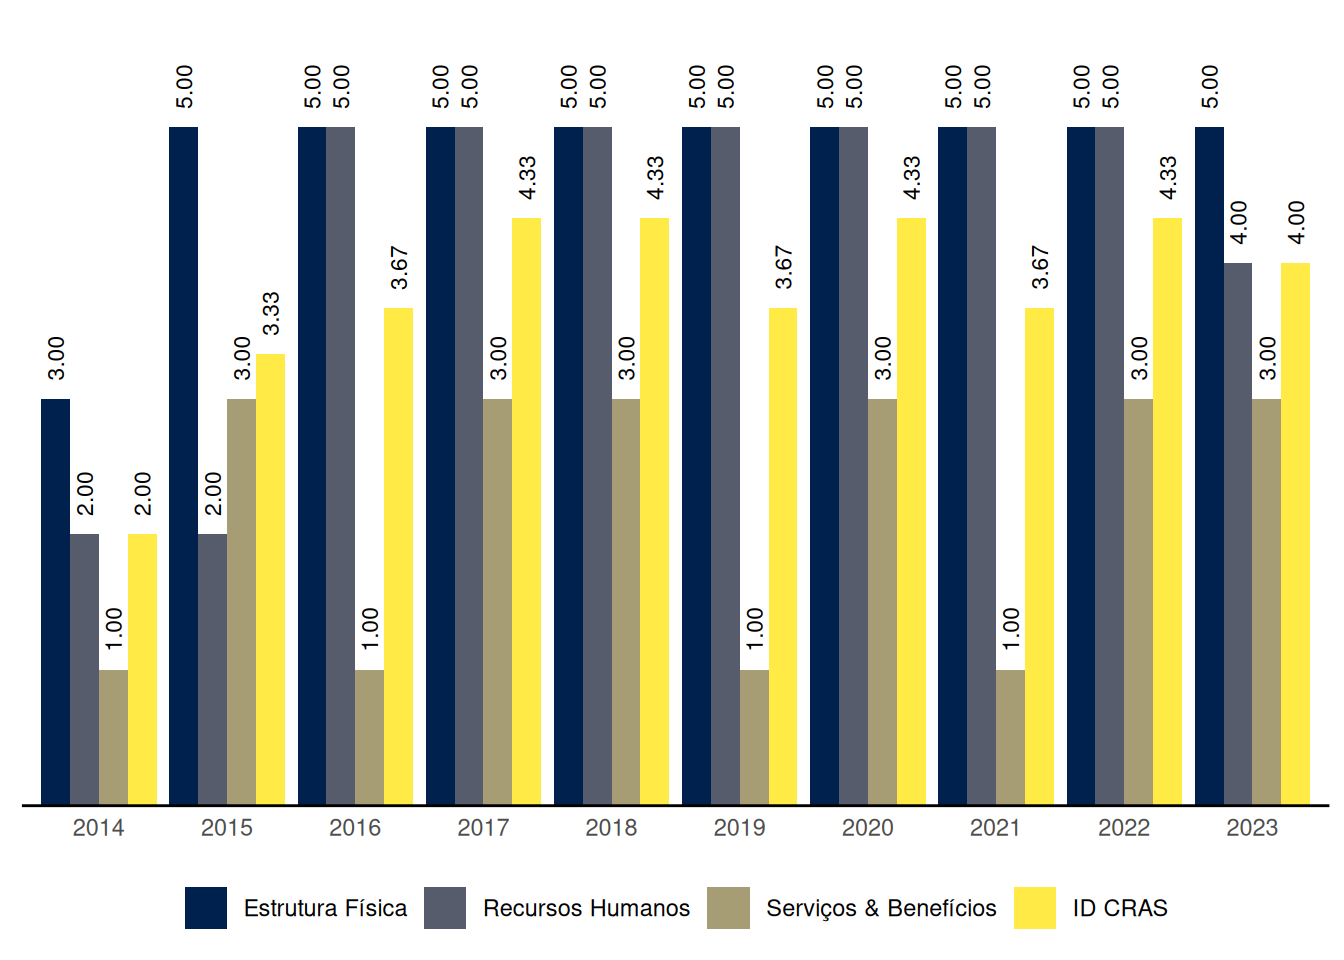 5.00 5.00 5.00 5.00 5.00 5.00 5.00 5.00 5.00 5.00 5.00 5.00 5.00 5.00 5.00 5.00
4.33 4.33 4.33 4.33
4.00 4.00
3.67 3.67 3.67
3.33
3.00 3.00 3.00 3.00 3.00 3.00 3.00
2.00 2.00 2.00
1.00 1.00 1.00 1.00
2014 2015 2016 2017 2018 2019 2020 2021 2022 2023
Estrutura Física Recursos Humanos Serviços & Benefícios ID CRAS